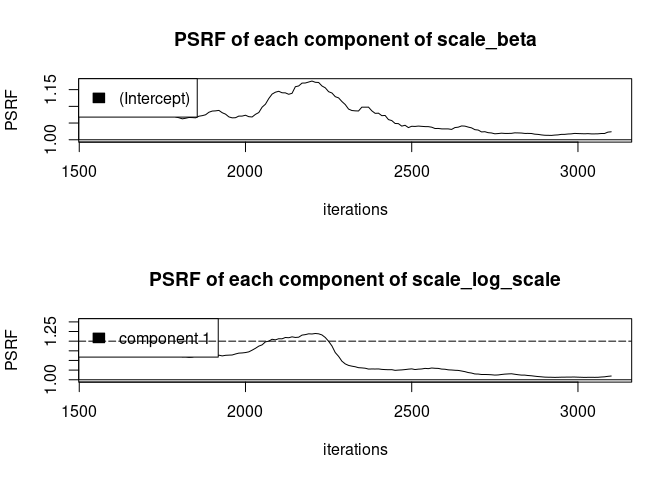 PSRF of each component of scale_beta
PSRF
1.15
1.00
(Intercept)
1500 2000 2500 3000
iterations
PSRF of each component of scale_log_scale
PSRF
1.25
1.00
component 1
1500 2000 2500 3000
iterations